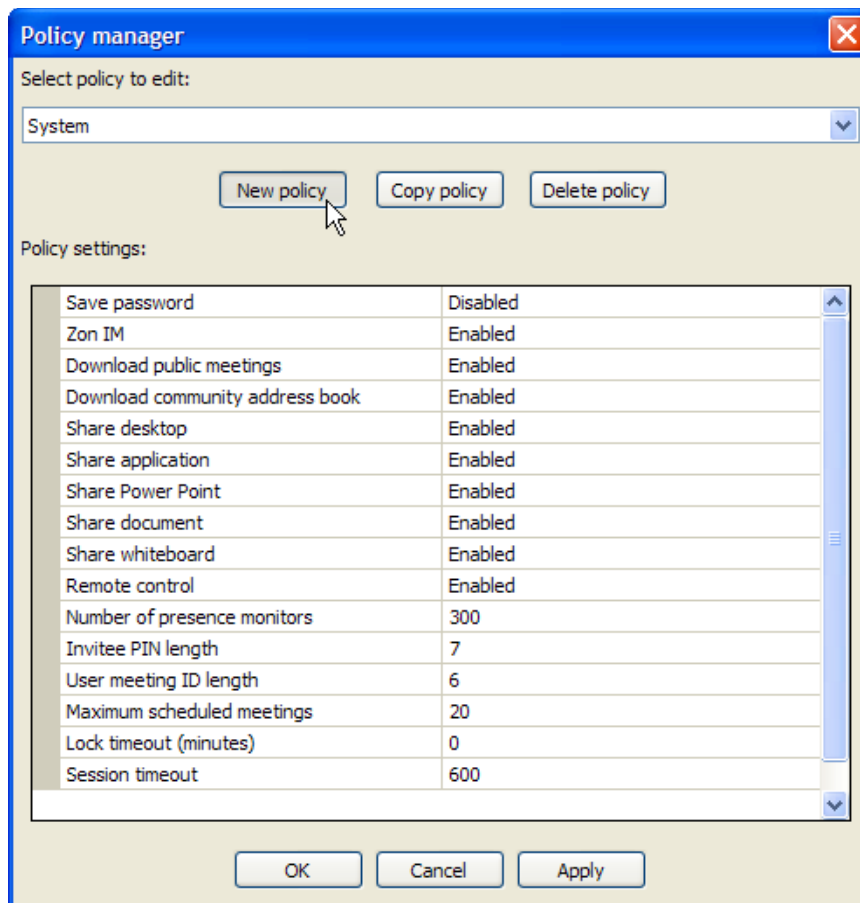 Policy manager
Select policy to edit:
System
New policy Copy policy Delete policy
Policy settings:
Save password Disabled
Zon IM Enabled
Download public meetings Enabled
Download community address book Enabled
Share desktop Enabled
Share application Enabled
Share Power Point Enabled
Share document Enabled
Share whiteboard Enabled
Remote control Enabled
Number of presence monitors 300
Invitee PIN length 7
User meeting ID length 6
Maximum scheduled meetings 20
Lock timeout (minutes) 0
Session timeout 600
OK Cancel Apply